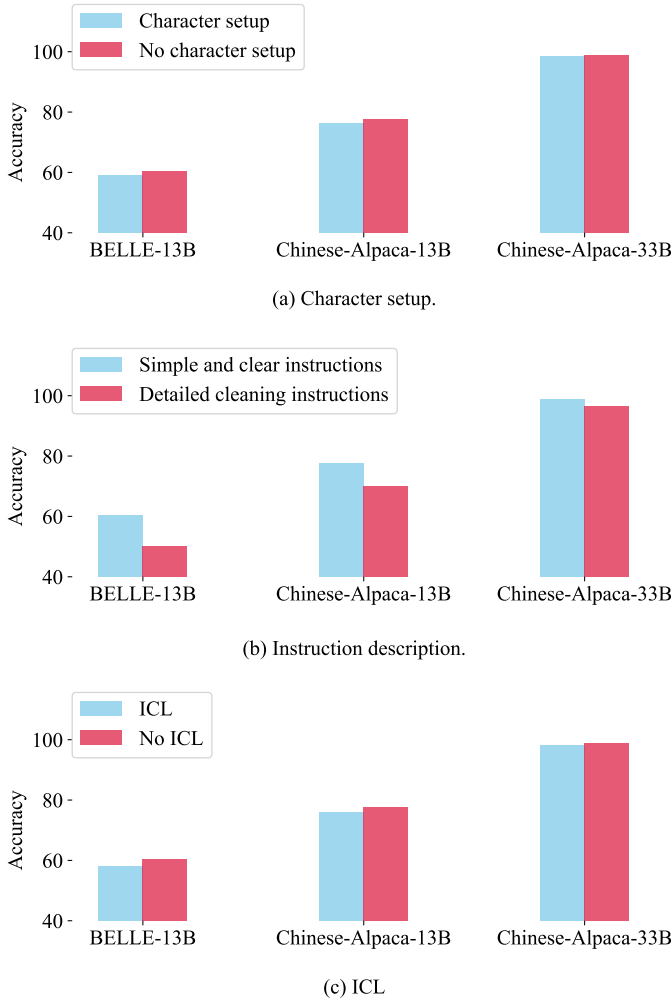 Character setup
No character setup
100
80
60
40
Accuracy
BELLE-13B Chinese-Alpaca-13B Chinese-Alpaca-33B
(a) Character setup.
Simple and clear instructions
Detailed cleaning instructions
100
80
60
40
Accuracy
BELLE-13B Chinese-Alpaca-13B Chinese-Alpaca-33B
(b) Instruction description.
ICL
No ICL
100
80
60
40
Accuracy
BELLE-13B Chinese-Alpaca-13B Chinese-Alpaca-33B
(c) ICL